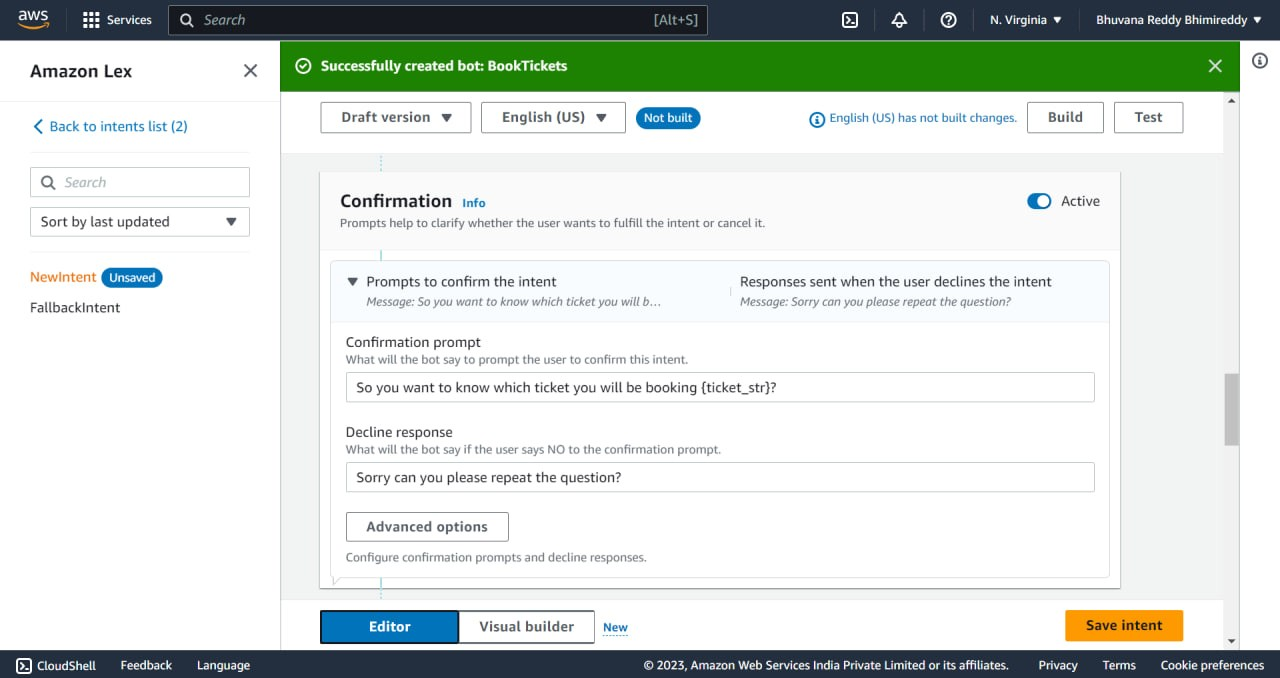 aws
Services
Search
[Alt+S]
N. Virginia
Bhuvana Reddy Bhimireddy
Amazon Lex
Successfully created bot: BookTickets
Back to intents list (2)
Search
Sort by last updated
NewIntent Unsaved
FallbackIntent
Draft version
English (US)
Not built
English (US) has not built changes.
Build
Test
Confirmation Info
Active
Prompts help to clarify whether the user wants to fulfill the intent or cancel it.
Prompts to confirm the intent
Message: So you want to know which ticket you will b…
Responses sent when the user declines the intent
Message: Sorry can you please repeat the question?
Confirmation prompt
What will the bot say to prompt the user to confirm this intent.
So you want to know which ticket you will be booking {ticket_str}?
Decline response
What will the bot say if the user says NO to the confirmation prompt.
Sorry can you please repeat the question?
Advanced options
Configure confirmation prompts and decline responses.
Editor
Visual builder
New
Save intent
CloudShell
Feedback
Language
© 2023, Amazon Web Services India Private Limited or its affiliates.
Privacy
Terms
Cookie preferences